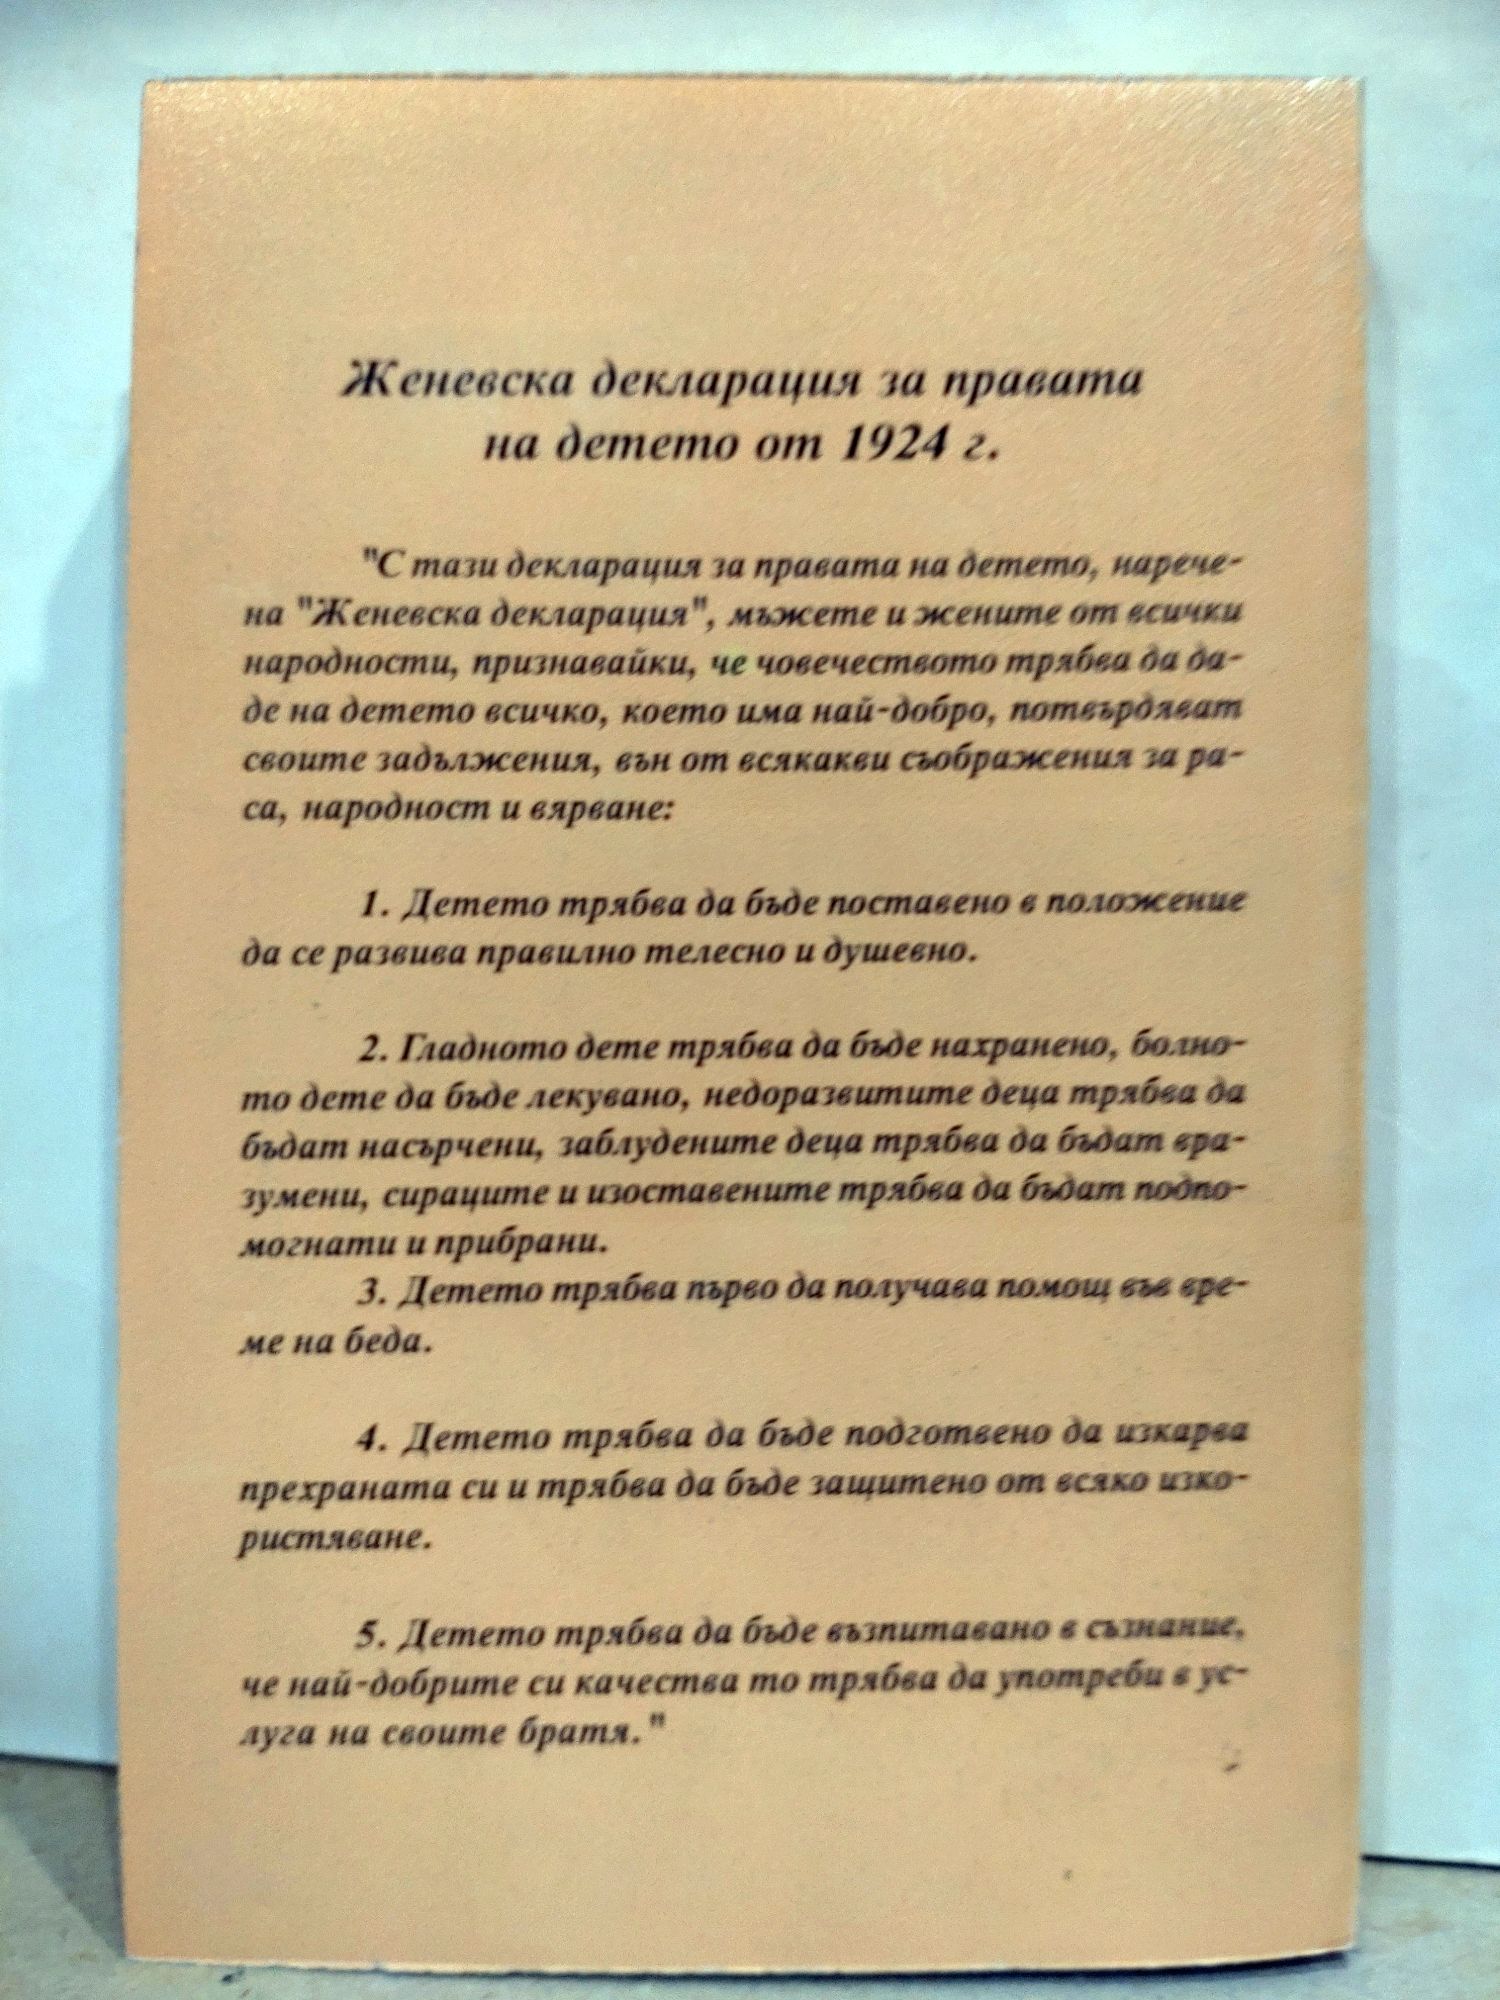 Женевска декларация за правата
на детето от 1924 г.
"С тази декларация за правата на детето, нарече-
на "Женевска декларация", мъжете и жените от всички
народности, признавайки, че човечеството трябва да да-
де на детето всичко, което има най-добро, потвърдяват
своите задължения, вън от всякакви съображения за ра-
са, народност и вярване:
1. Детето трябва да бъде поставено в положение
да се развива правилно телесно и душевно.
2. Гладното дете трябва да бъде нахранено, болно-
то дете да бъде лекувано, недоразвитите деца трябва да
бъдат насърчени, заблудените деца трябва да бъдат вра-
зумени, сираците и изоставените трябва да бъдат подпо-
могнати и прибрани.
3. Детето трябва първо да получава помощ във вре-
ме на беда.
4. Детето трябва да бъде подготвено да изкарва
прехраната си и трябва да бъде защитено от всяко изко-
ристяване.
5. Детето трябва да бъде възпитавано в съзнание,
че най-добрите си качества то трябва да употреби в ус-
луга на своите братя."